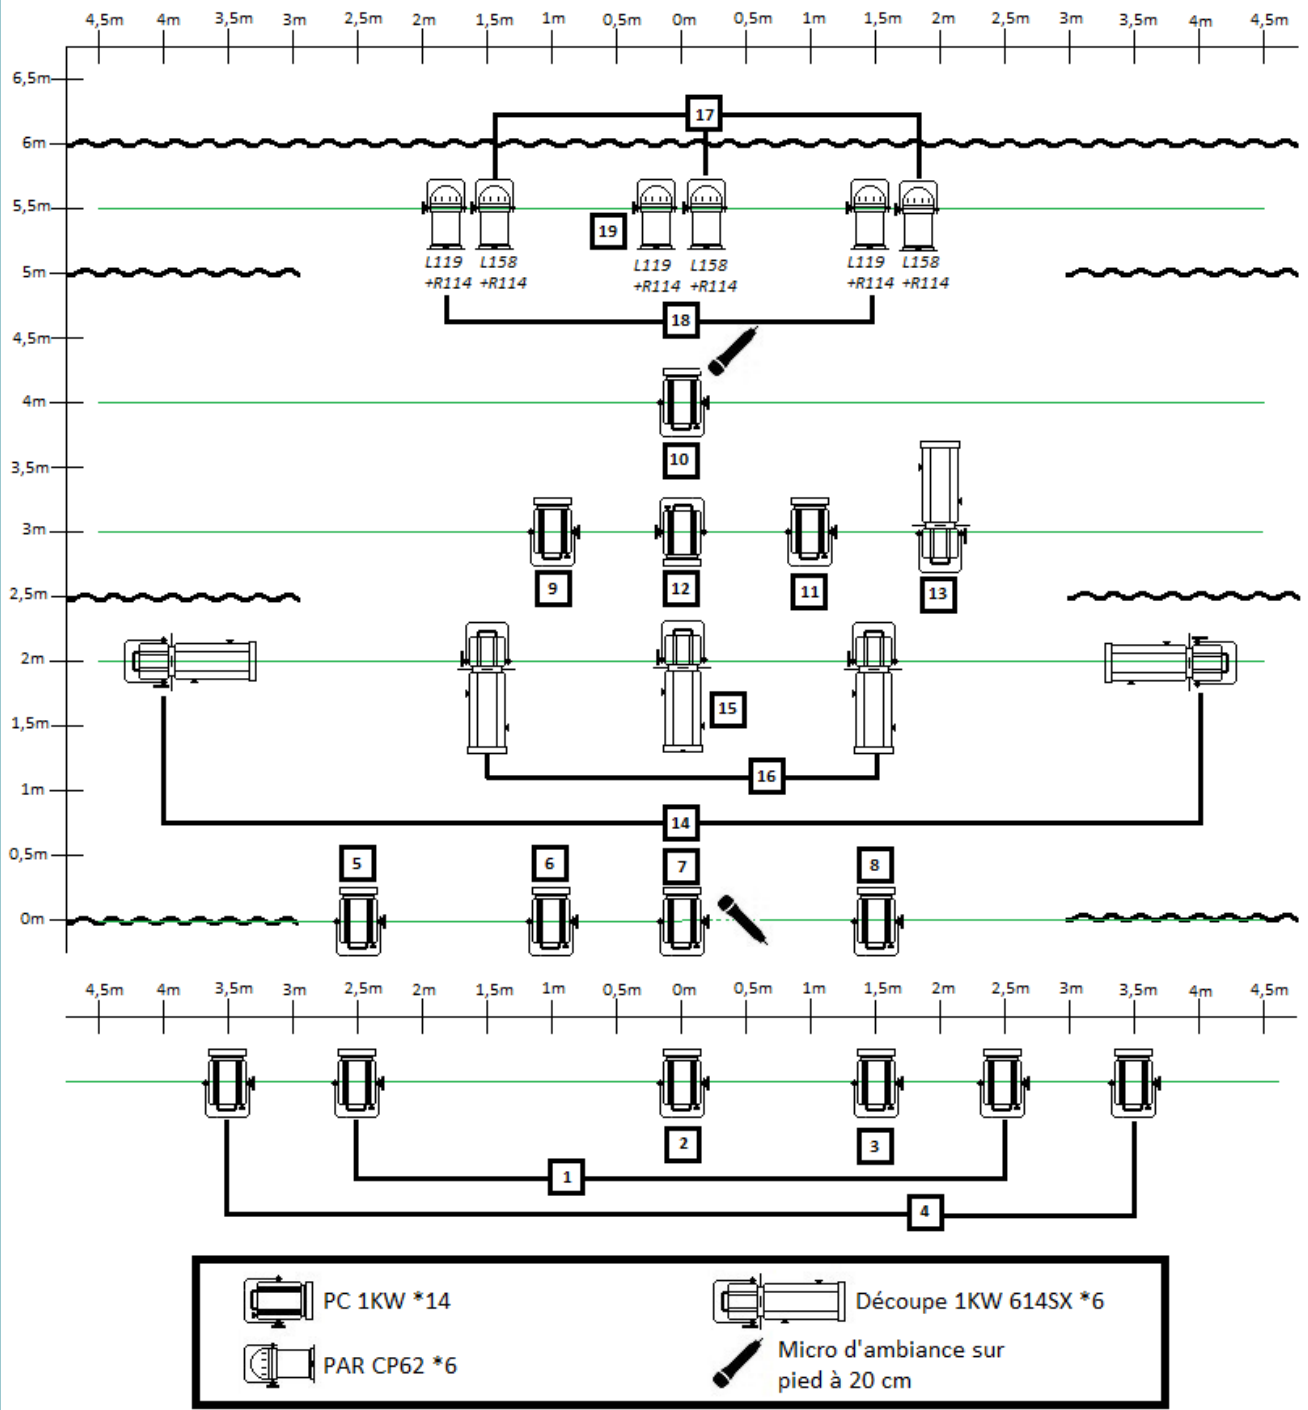 4,5m 4m 3,5m 3m 2,5m 2m 1,5m 1m 0,5m 0m 0,5m 1m 1,5m 2m 2,5m 3m 3,5m 4m 4,5m
6,5m
17
6m
5,5m
19
L119 L158 L119 L158 L119 L158
+R114 +R114 +R114 +R114 +R114 +R114
5m
18
4,5m
4m
10
3,5m
3m
9 12 11 13
2,5m
2m
15
1,5m
16
1m
14
0,5m
5 6 7 8
0m
4,5m 4m 3,5m 3m 2,5m 2m 1,5m 1m 0,5m 0m 0,5m 1m 1,5m 2m 2,5m 3m 3,5m 4m 4,5m
2 3
1
4
PC 1KW *14
Découpe 1KW 614SX *6
PAR CP62 *6
Micro d'ambiance sur
pied à 20 cm